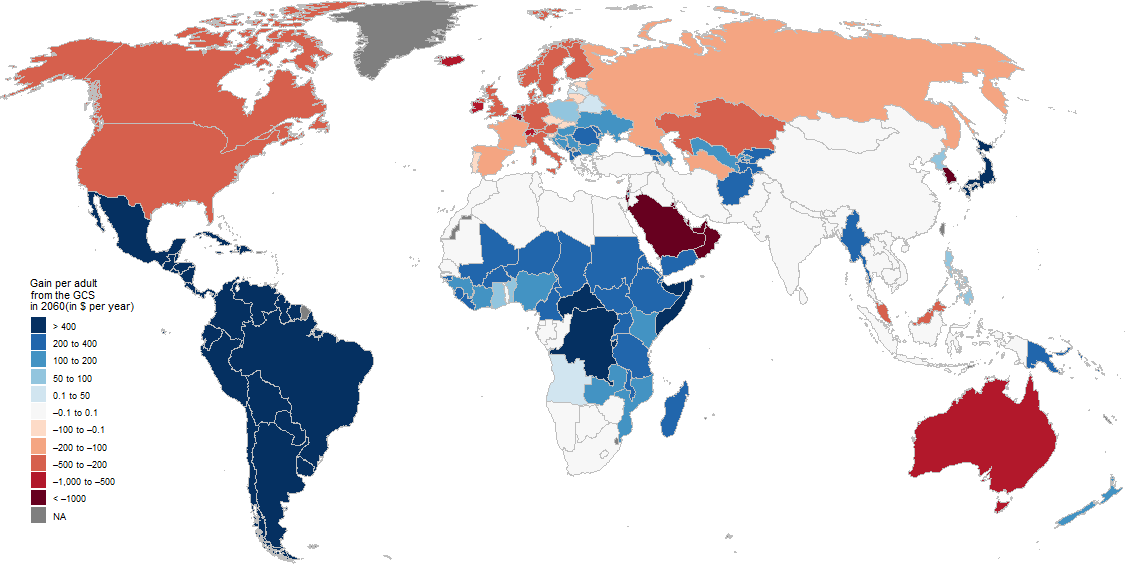 Gain per adult
from the GCS
in 2060(in $ per year)
> 400
200 to 400
100 to 200
50 to 100
0.1 to 50
–0.1 to 0.1
–100 to –0.1
–200 to –100
–500 to –200
–1,000 to –500
< –1000
NA